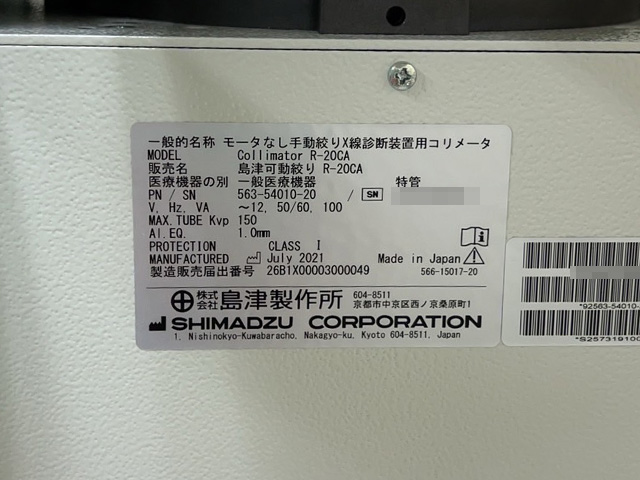 一般的名称 モータなし手動絞りX線診断装置用コリメータ
MODEL Collimator R-20CA
販売名 島津可動絞り R-20CA
医療機器の別 一般医療機器 特管
PN / SN 563-54010-20 / SN
V, Hz, VA ～12, 50/60, 100
MAX.TUBE Kvp 150
Al.EQ. 1.0mm
PROTECTION CLASS I
MANUFACTURED July 2021 Made in Japan
製造販売届出番号 26B1X00003000049
566-15017-20
株式会社 島津製作所 604-8511
京都市中京区西ノ京桑原町1
SHIMADZU CORPORATION
1, Nishinokyo-Kuwabaracho, Nakagyo-ku, Kyoto 604-8511, Japan
*92563-54010-
*S25731910